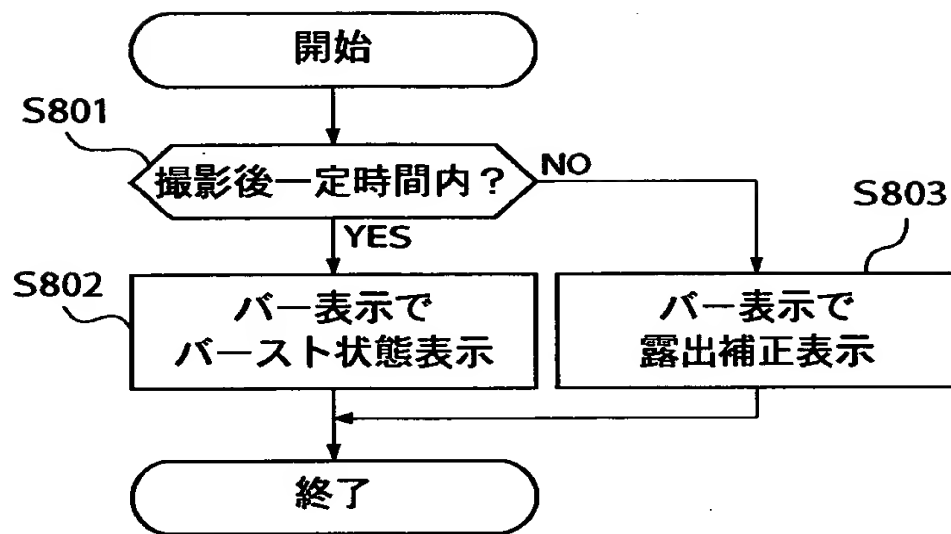 開始
S801
撮影後一定時間内？
NO
YES
S803
S802
バー表示で
バースト状態表示
バー表示で
露出補正表示
終了